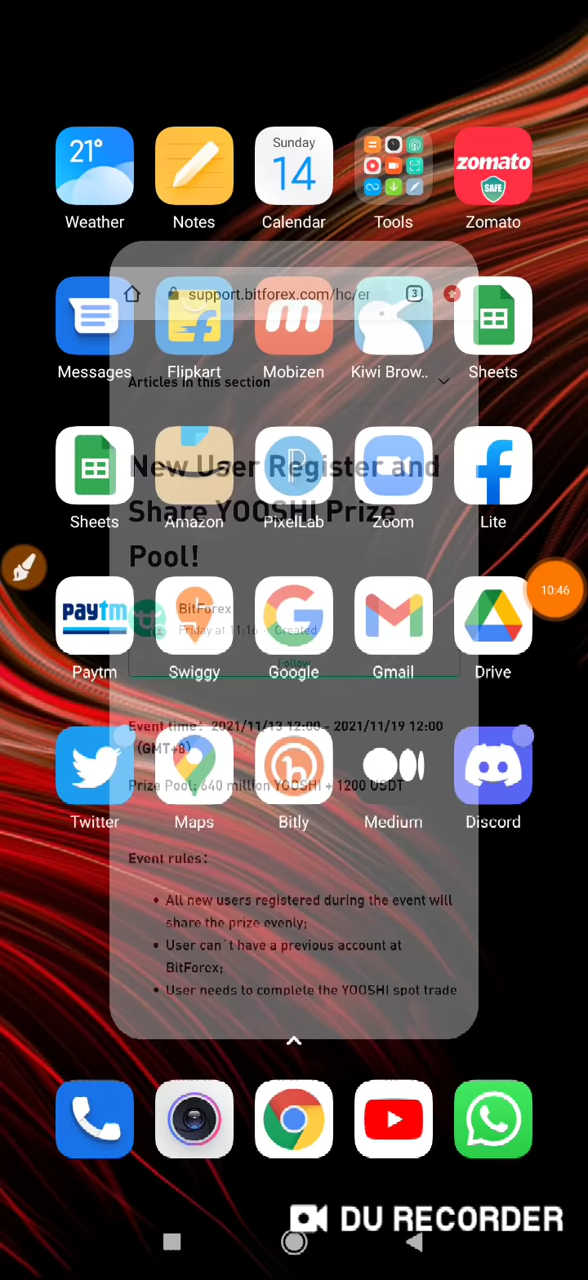 21°
Sunday
14
zomato
SAFE
Weather
Notes
Calendar
Tools
Zomato
support.bitforex.com/hc/er
3
Messages
Flipkart
Mobizen
Kiwi Brow..
Sheets
Articles in this section
New User Register and
Share YOOSHI Prize
Pool!
Sheets
Amazon
PixelLab
Zoom
Lite
10:46
paytm
BitForex
Friday at 11:16 · Created
Follow
Paytm
Swiggy
Google
Gmail
Drive
Event time：2021/11/13 12:00 - 2021/11/19 12:00
（GMT+8）
Prize Pool: 640 million YOOSHI + 1200 USDT
Twitter
Maps
Bitly
Medium
Discord
Event rules：
• All new users registered during the event will
share the prize evenly;
• User can't have a previous account at
BitForex;
• User needs to complete the YOOSHI spot trade
DU RECORDER